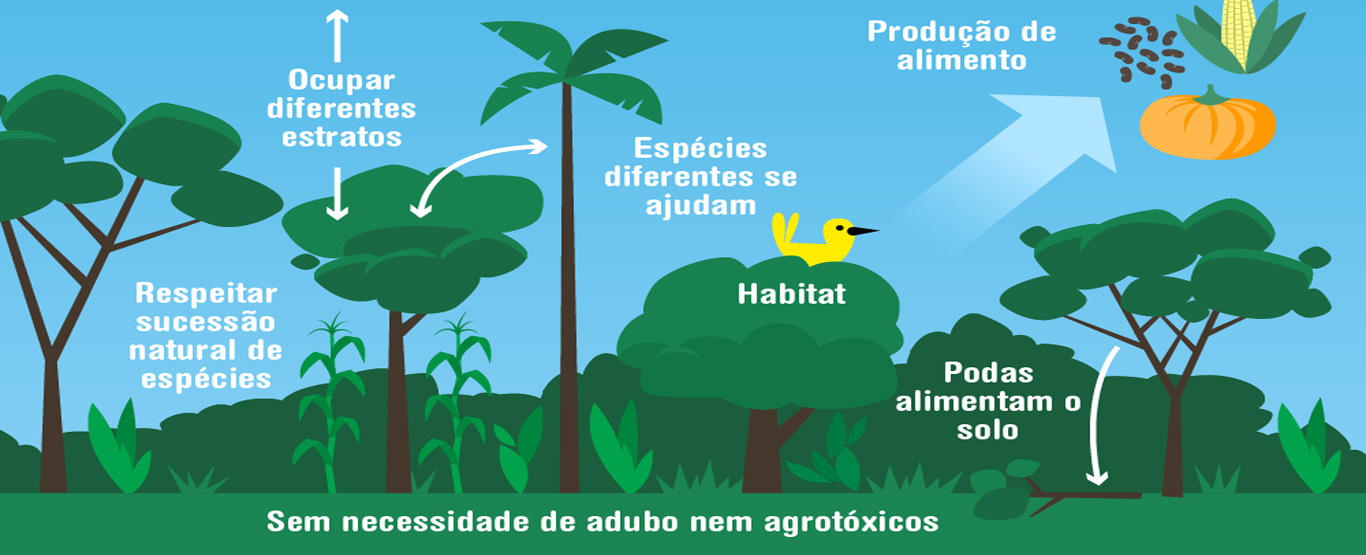 Ocupar
diferentes
estratos
Produção de
alimento
Espécies
diferentes se
ajudam
Respeitar
sucessão
natural de
espécies
Habitat
Podas
alimentam o
solo
Sem necessidade de adubo nem agrotóxicos